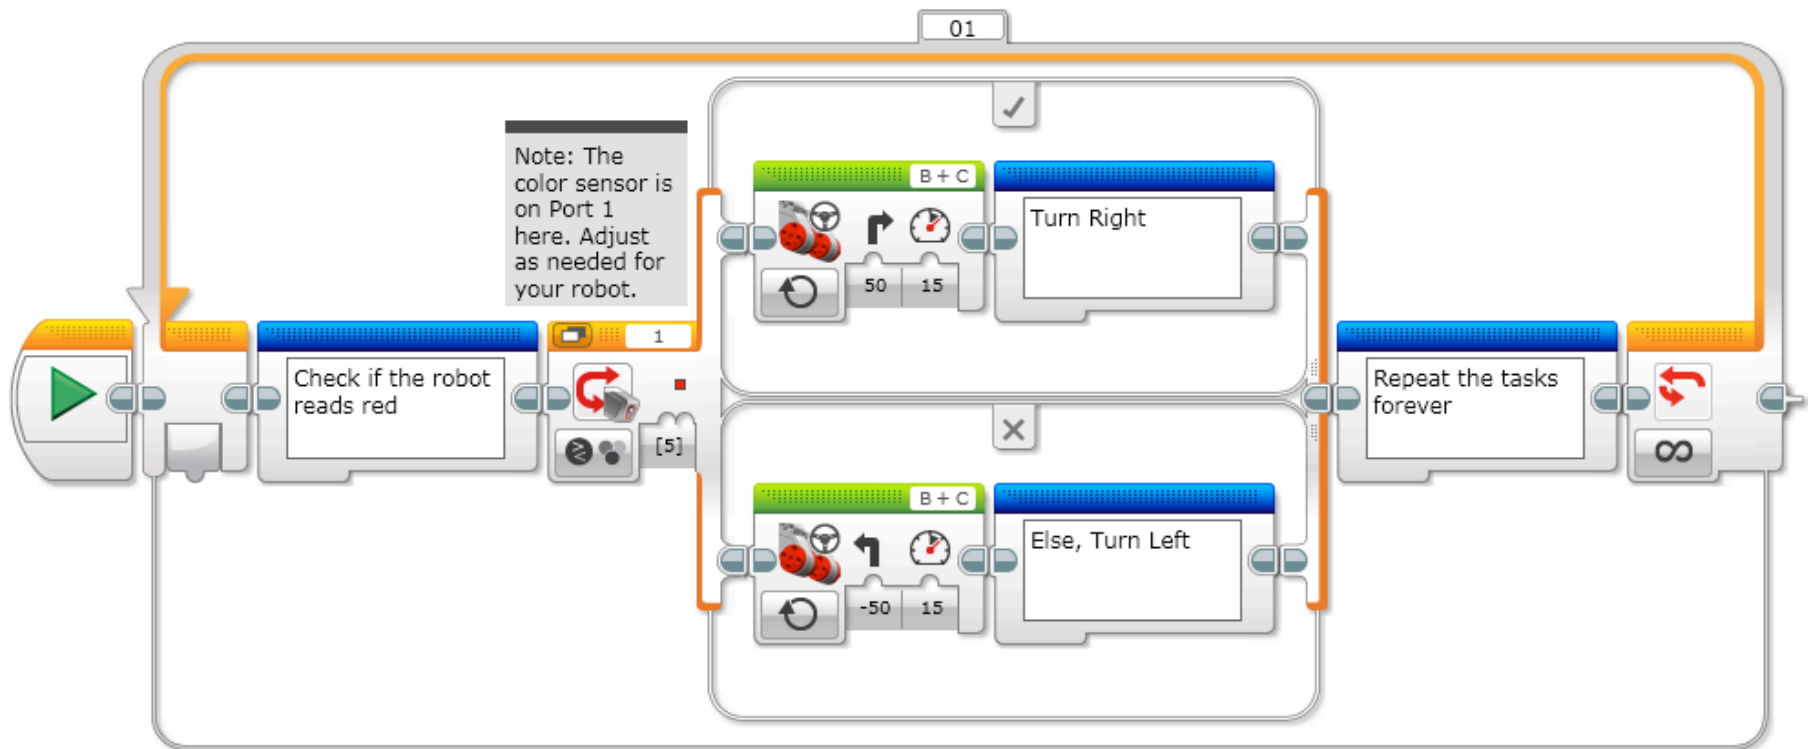 01
Note: The
color sensor is
on Port 1
here. Adjust
as needed for
your robot.
B + C
Turn Right
50
15
Check if the robot
reads red
1
[5]
Repeat the tasks
forever
∞
B + C
Else, Turn Left
-50
15